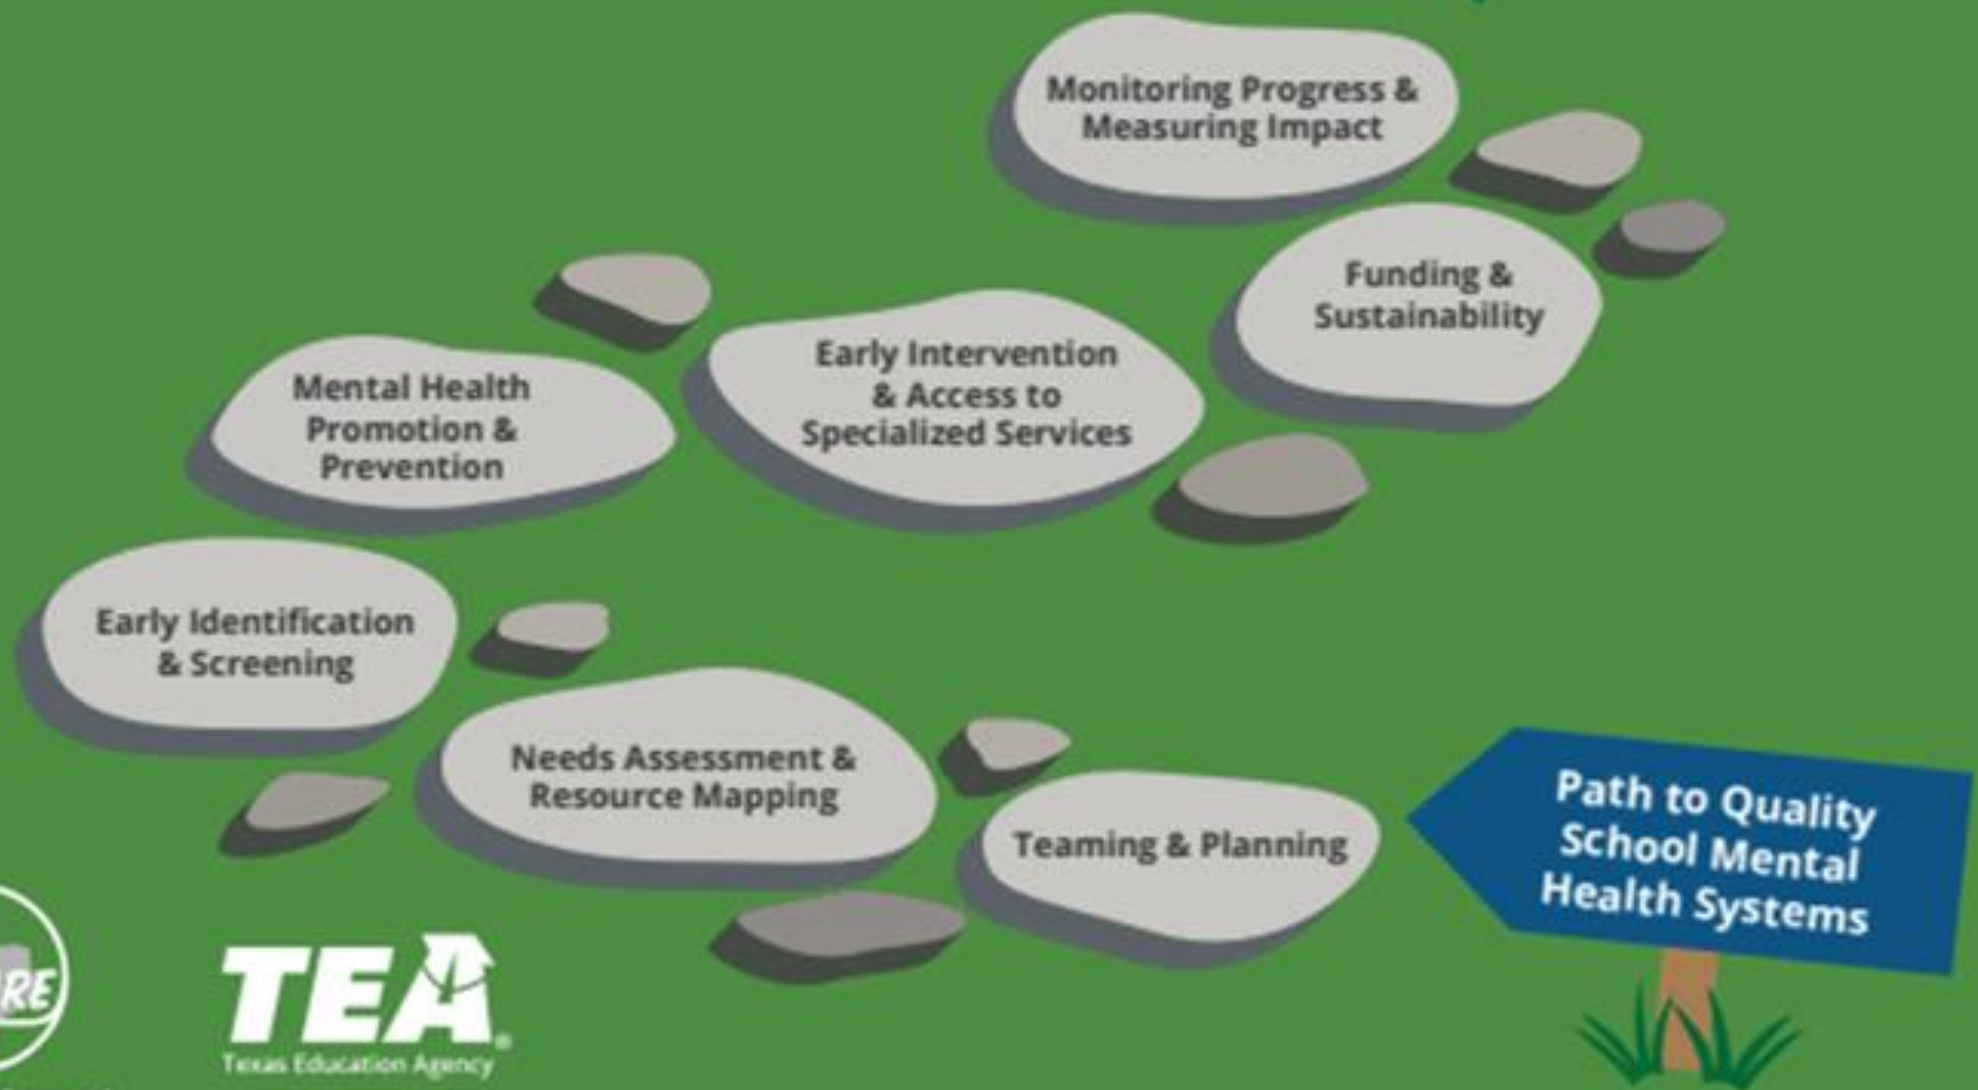 Monitoring Progress &
Measuring Impact
Funding &
Sustainability
Early Intervention
& Access to
Specialized Services
Mental Health
Promotion &
Prevention
Early Identification
& Screening
Needs Assessment &
Resource Mapping
Teaming & Planning
Path to Quality
School Mental
Health Systems
RE
TEA®
Texas Education Agency